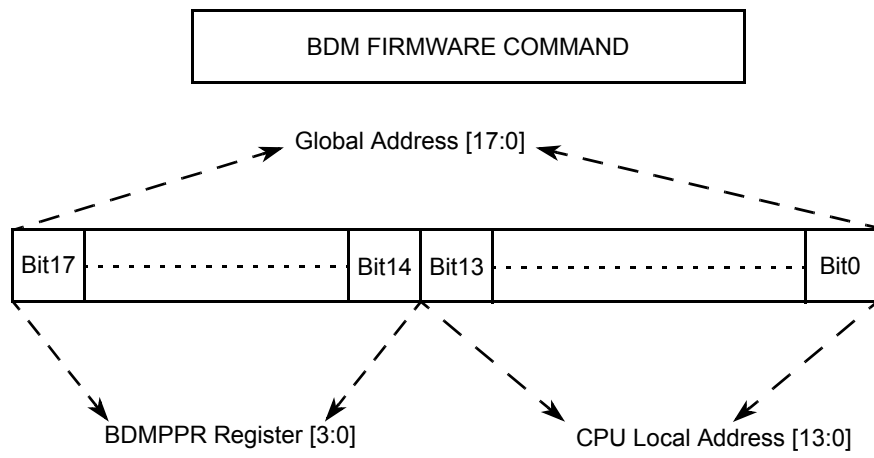 BDM FIRMWARE COMMAND
Global Address [17:0]
Bit17 Bit14 Bit13 Bit0
BDMPPR Register [3:0]
CPU Local Address [13:0]